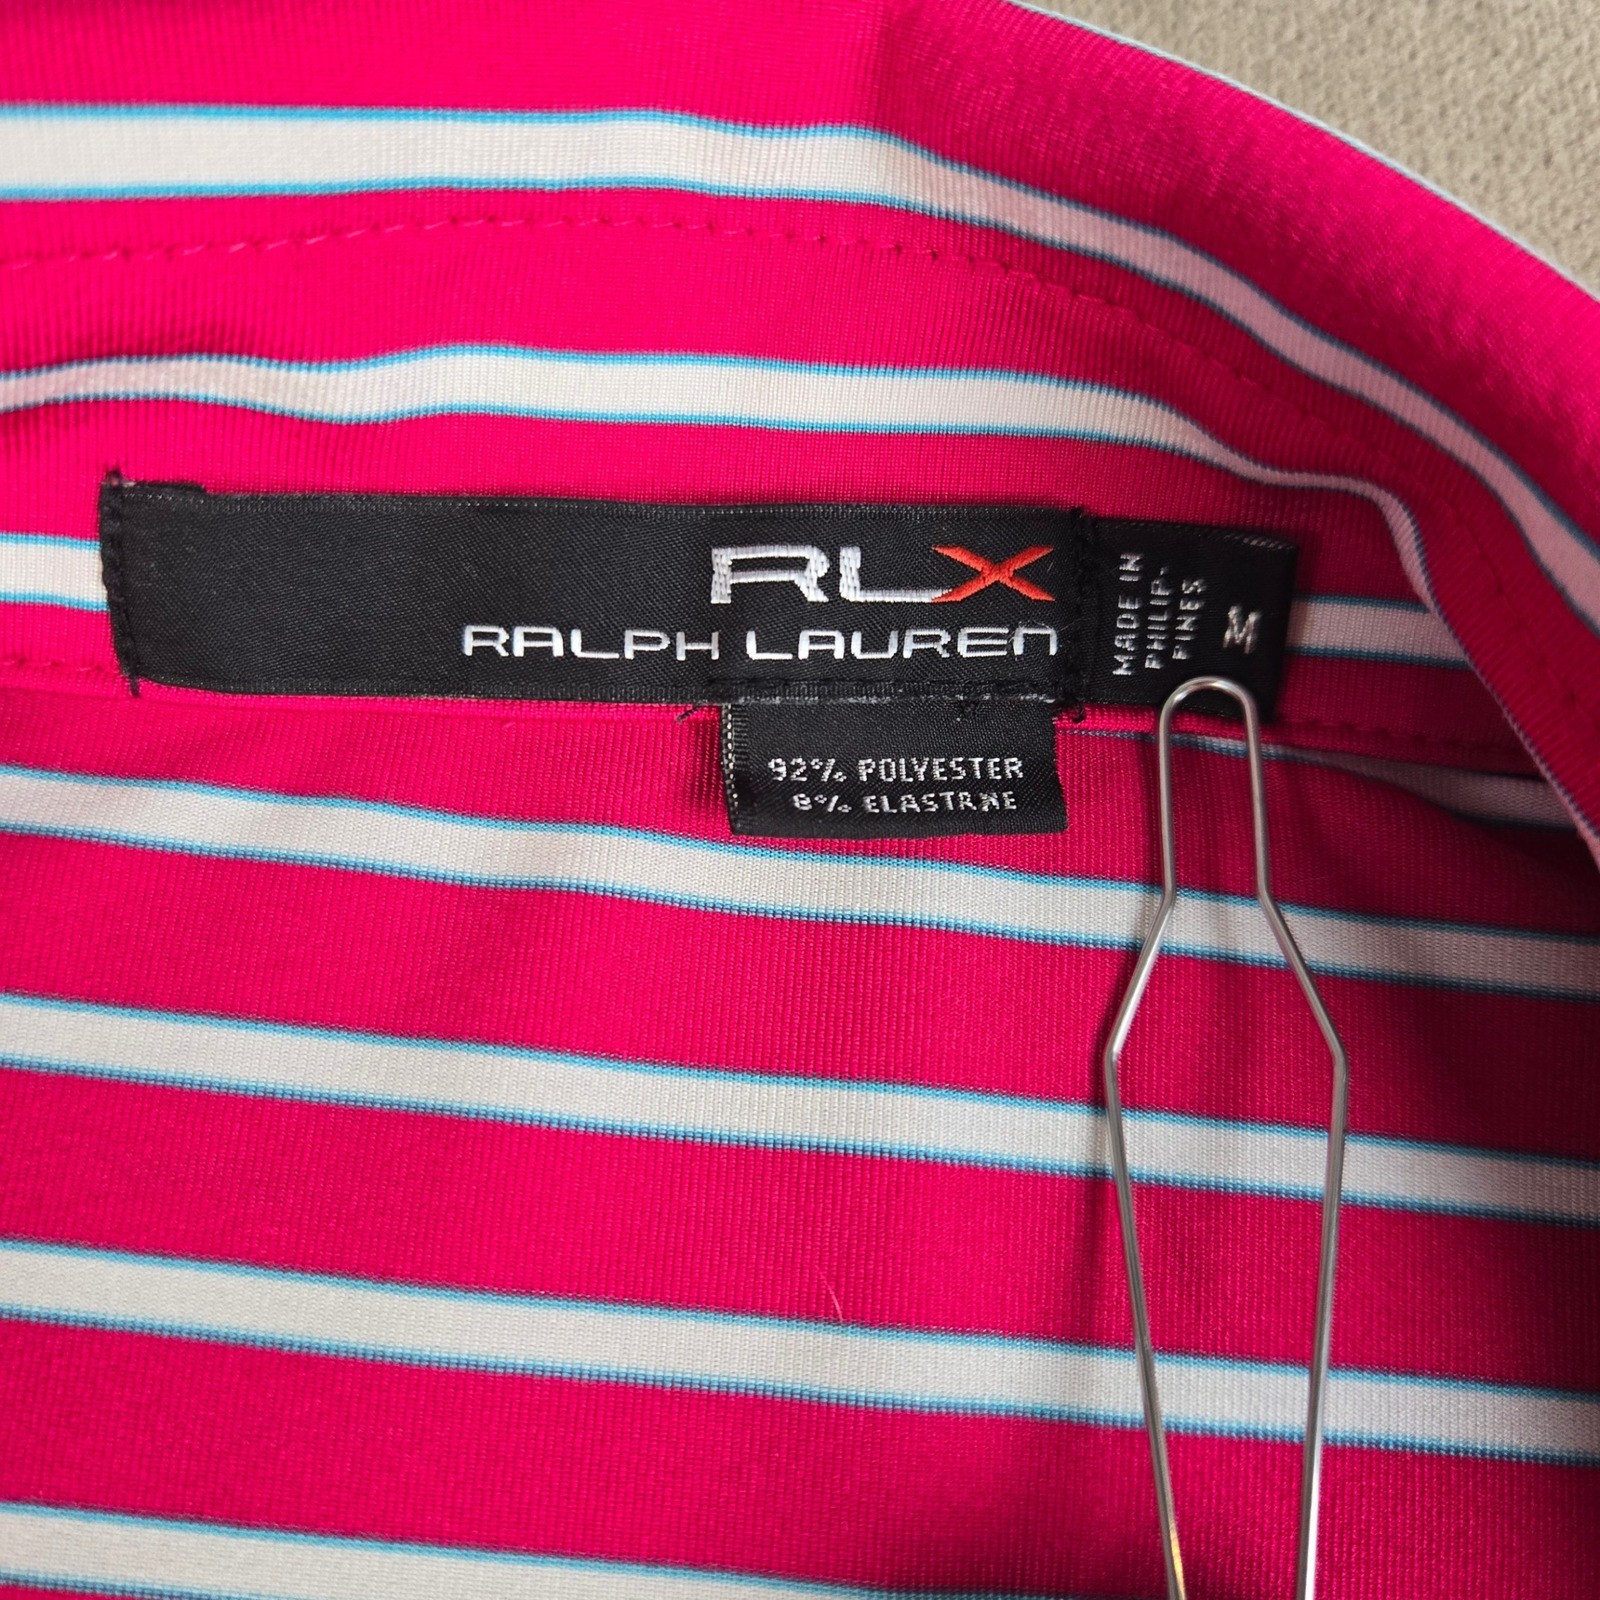 RLX
RALPH LAUREN
MADE IN
PHILIP-
PINES
M
92% POLYESTER
8% ELASTANE